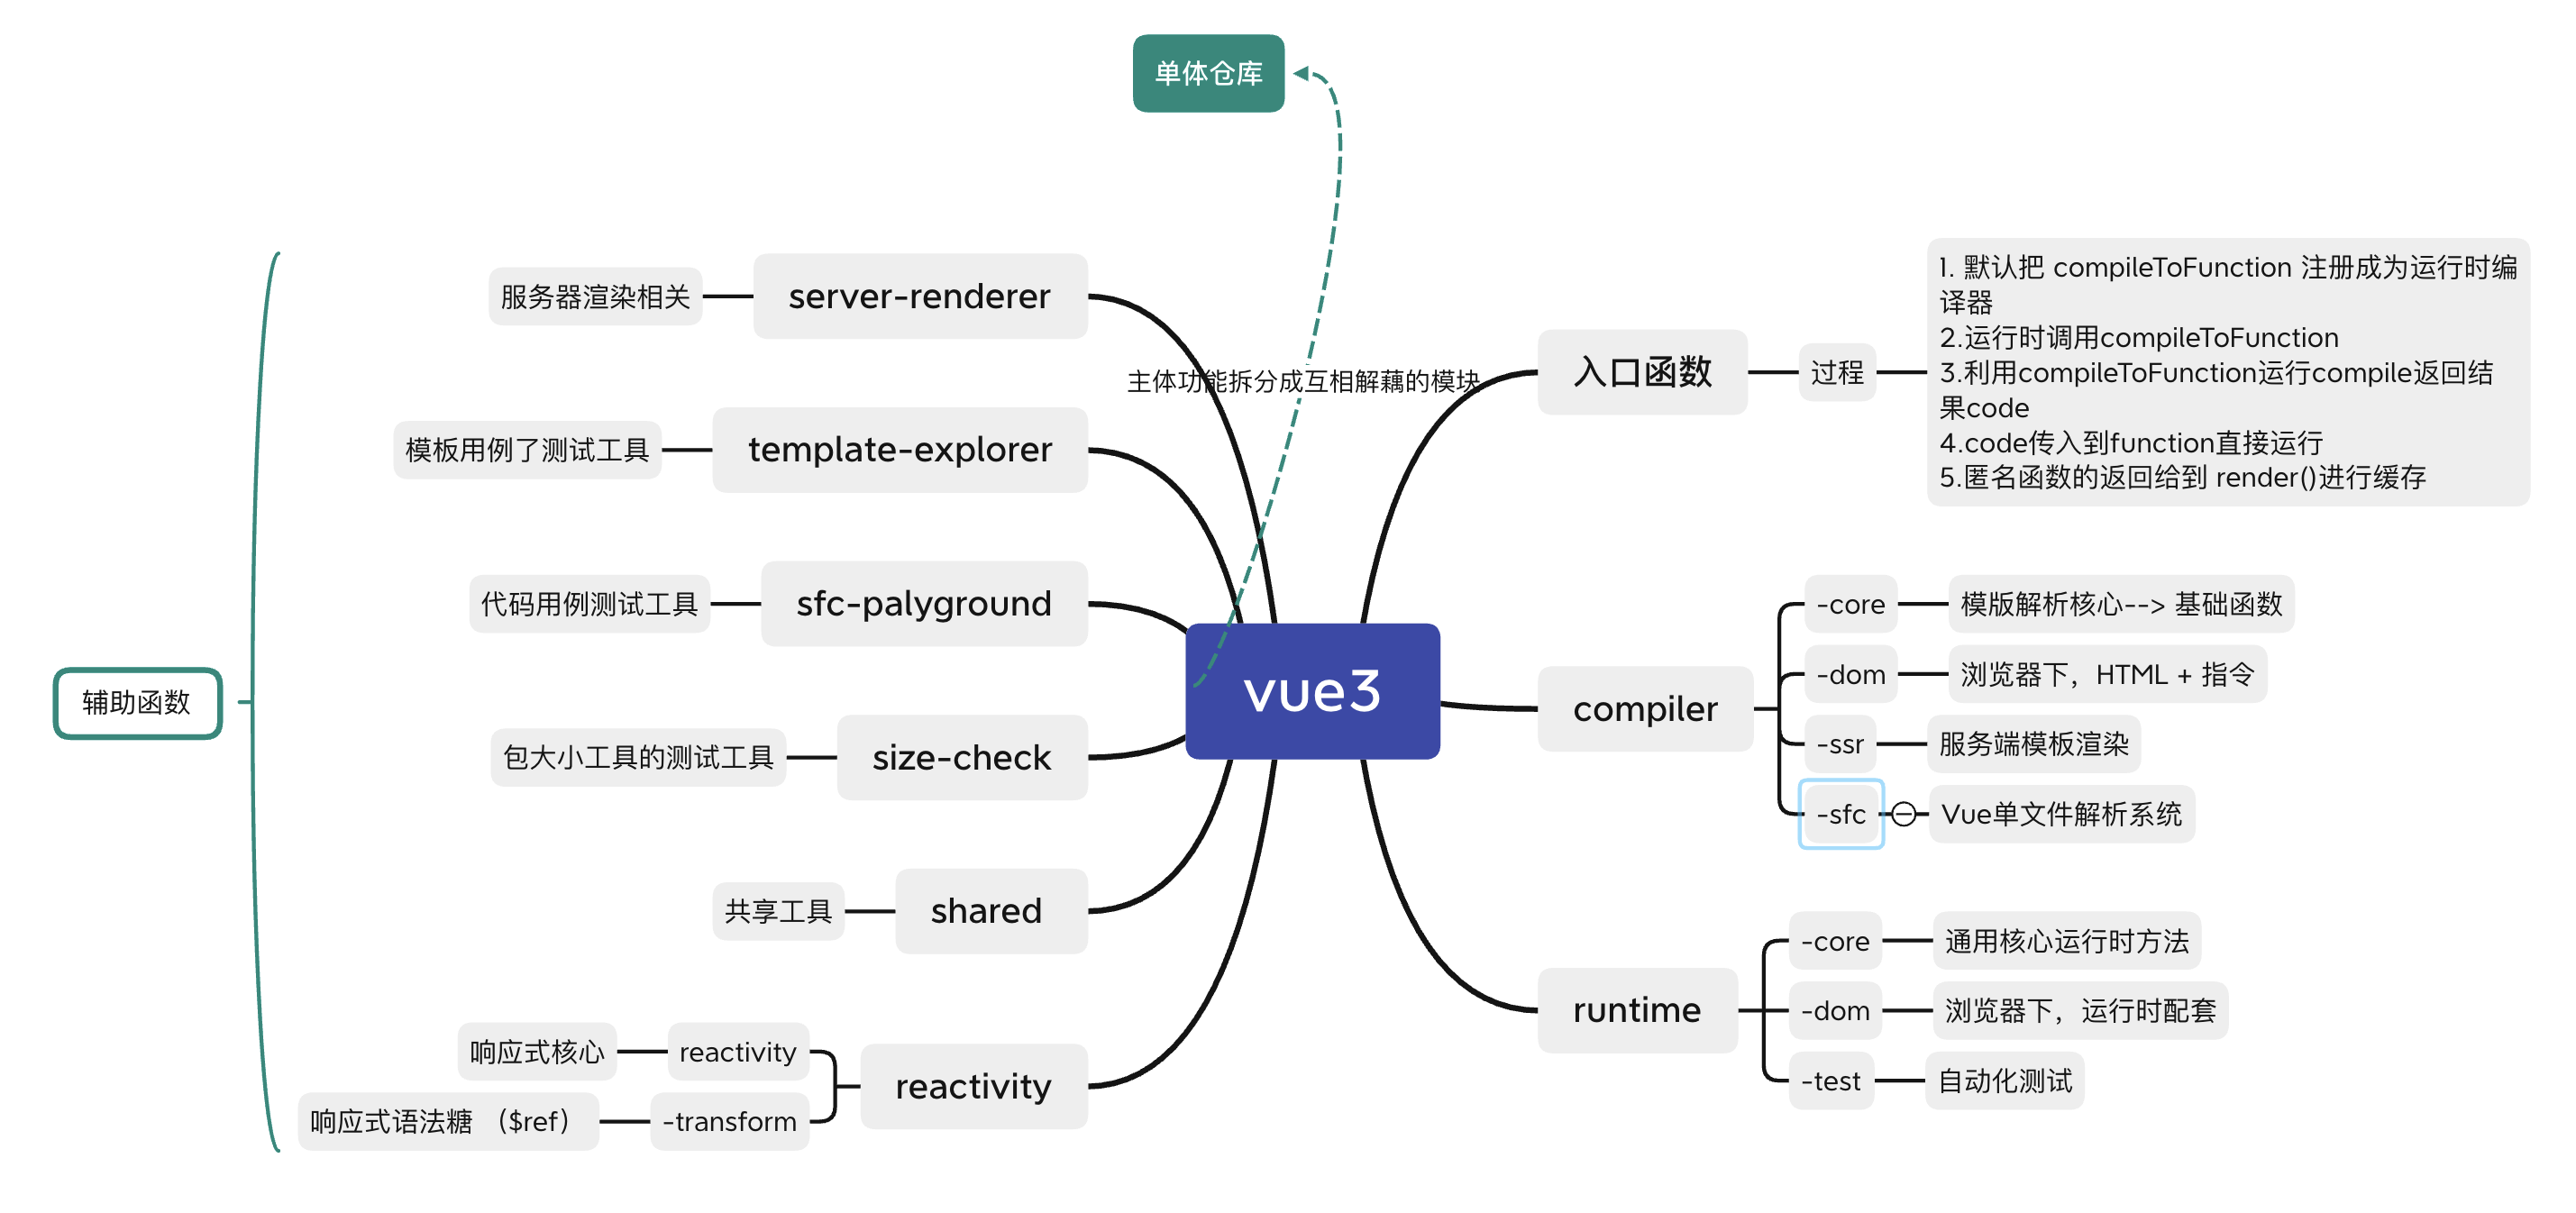 单体仓库
主体功能拆分成互相解藕的模块
vue3
入口函数
过程
1. 默认把 compileToFunction 注册成为运行时编
译器
2.运行时调用compileToFunction
3.利用compileToFunction运行compile返回结
果code
4.code传入到function直接运行
5.匿名函数的返回给到 render()进行缓存
compiler
-core
模版解析核心--> 基础函数
-dom
浏览器下，HTML + 指令
-ssr
服务端模板渲染
-sfc
Vue单文件解析系统
runtime
-core
通用核心运行时方法
-dom
浏览器下，运行时配套
-test
自动化测试
辅助函数
server-renderer
服务器渲染相关
template-explorer
模板用例了测试工具
sfc-palyground
代码用例测试工具
size-check
包大小工具的测试工具
shared
共享工具
reactivity
reactivity
响应式核心
-transform
响应式语法糖 （$ref）